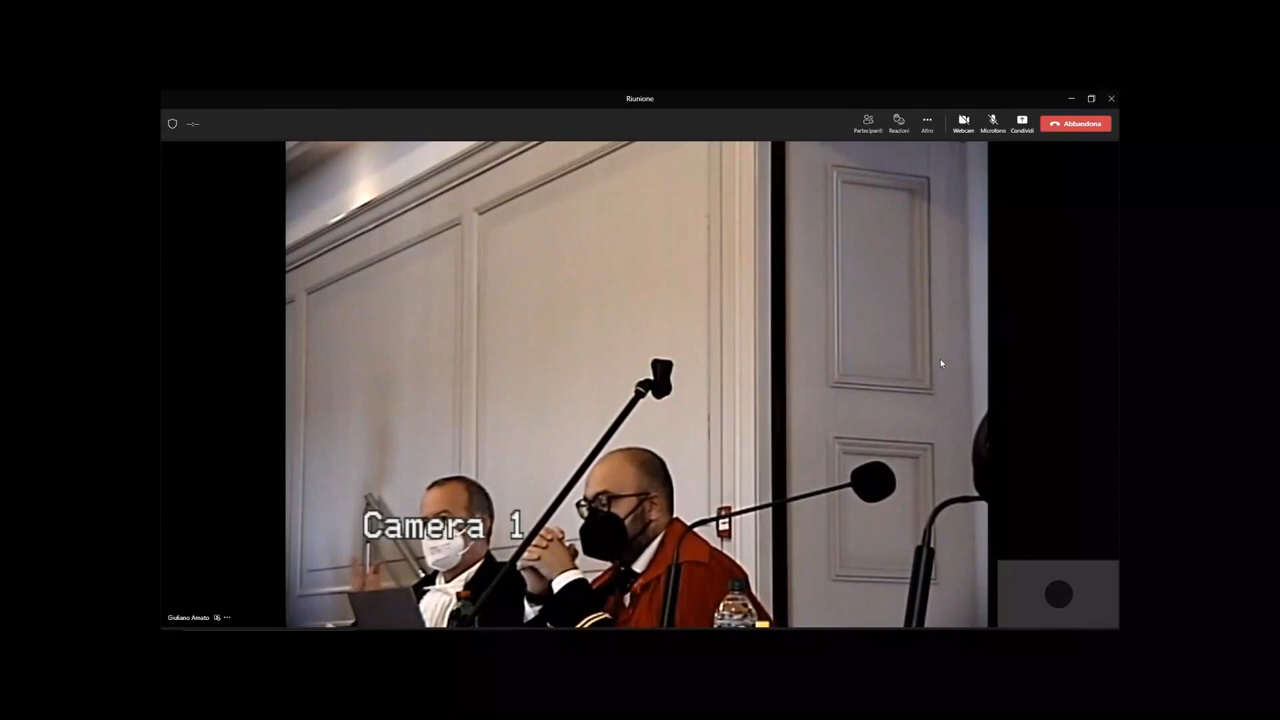 Riunione
Partecipanti Reazioni Altro Webcam Microfono Condividi Abbandona
Camera 1
Giuliano Amato